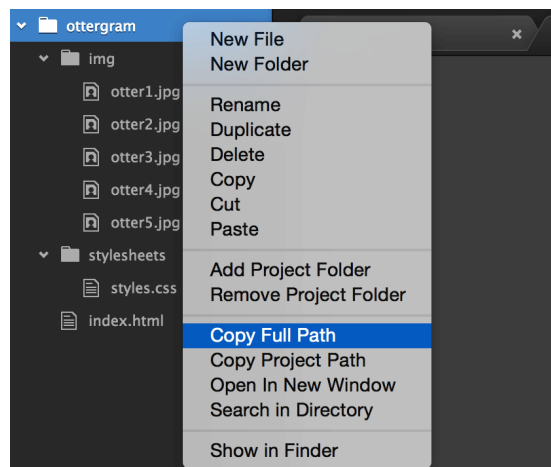 ottergram
img
otter1.jpg
otter2.jpg
otter3.jpg
otter4.jpg
otter5.jpg
stylesheets
styles.css
index.html
New File
New Folder
Rename
Duplicate
Delete
Copy
Cut
Paste
Add Project Folder
Remove Project Folder
Copy Full Path
Copy Project Path
Open In New Window
Search in Directory
Show in Finder